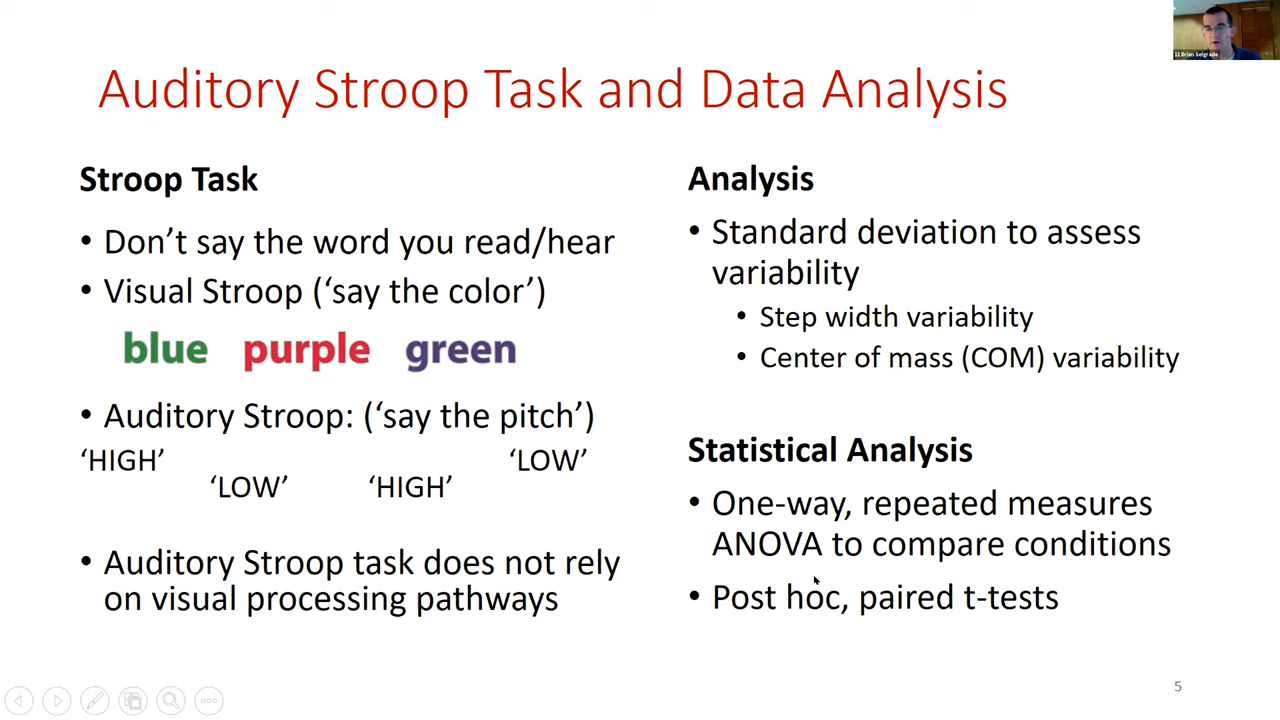 11 Brian Selgrade
Auditory Stroop Task and Data Analysis
Stroop Task
• Don’t say the word you read/hear
• Visual Stroop (‘say the color’)
blue purple green
• Auditory Stroop: (‘say the pitch’)
‘HIGH’ ‘LOW’
‘LOW’ ‘HIGH’
• Auditory Stroop task does not rely
on visual processing pathways
Analysis
• Standard deviation to assess
variability
• Step width variability
• Center of mass (COM) variability
Statistical Analysis
• One-way, repeated measures
ANOVA to compare conditions
• Post hoc, paired t-tests
5